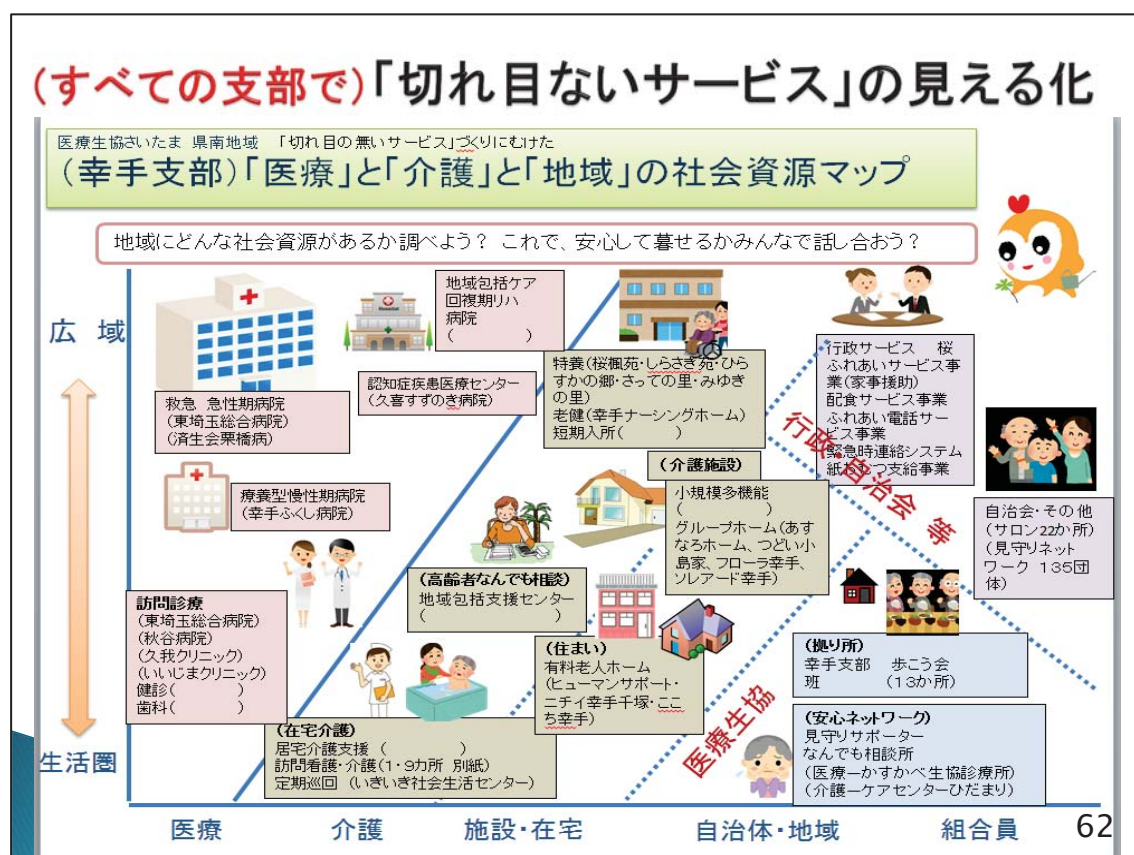 (すべての支部で)「切れ目ないサービス」の見える化
医療生協さいたま 県南地域 「切れ目の無いサービス」づくりにむけた
(幸手支部)「医療」と「介護」と「地域」の社会資源マップ
地域にどんな社会資源があるか調べよう? これで、安心して暮せるかみんなで話し合おう?
広 域
生活圏
救急 急性期病院
(東埼玉総合病院)
(済生会栗橋病)
地域包括ケア
回複期リハ
病院
(     )
認知症疾患医療センター
(久喜すずのき病院)
療養型慢性期病院
(幸手ふくし病院)
訪問診療
(東埼玉総合病院)
(秋谷病院)
(久我クリニック)
(いいじまクリニック)
健診(     )
歯科(     )
特養(桜楓苑・しらさぎ苑・ひら
すかの郷・さっての里・みゆき
の里)
老健(幸手ナーシングホーム)
短期入所(     )
(介護施設)
小規模多機能
(       )
グループホーム(あす
なろホーム、つどい小
島家、フローラ幸手、
ソレアード幸手)
(高齢者なんでも相談)
地域包括支援センター
(       )
(住まい)
有料老人ホーム
(ヒューマンサポート・
ニチイ幸手千塚・ここ
ち幸手)
(在宅介護)
居宅介護支援 (      )
訪問看護・介護(1・9カ所 別紙)
定期巡回 (いきいき社会生活センター)
行政サービス 桜
ふれあいサービス事
業(家事援助)
配食サービス事業
ふれあい電話サー
ビス事業
緊急時連絡システム
紙おむつ支給事業
行政・自治会 等
自治会・その他
(サロン22か所)
(見守りネット
ワーク 135団
体)
(拠り所)
幸手支部 歩こう会
班     (13か所)
医療生協
(安心ネットワーク)
見守りサポーター
なんでも相談所
(医療ーかすかべ生協診療所)
(介護ーケアセンターひだまり)
医療 介護 施設・在宅 自治体・地域 組合員
62